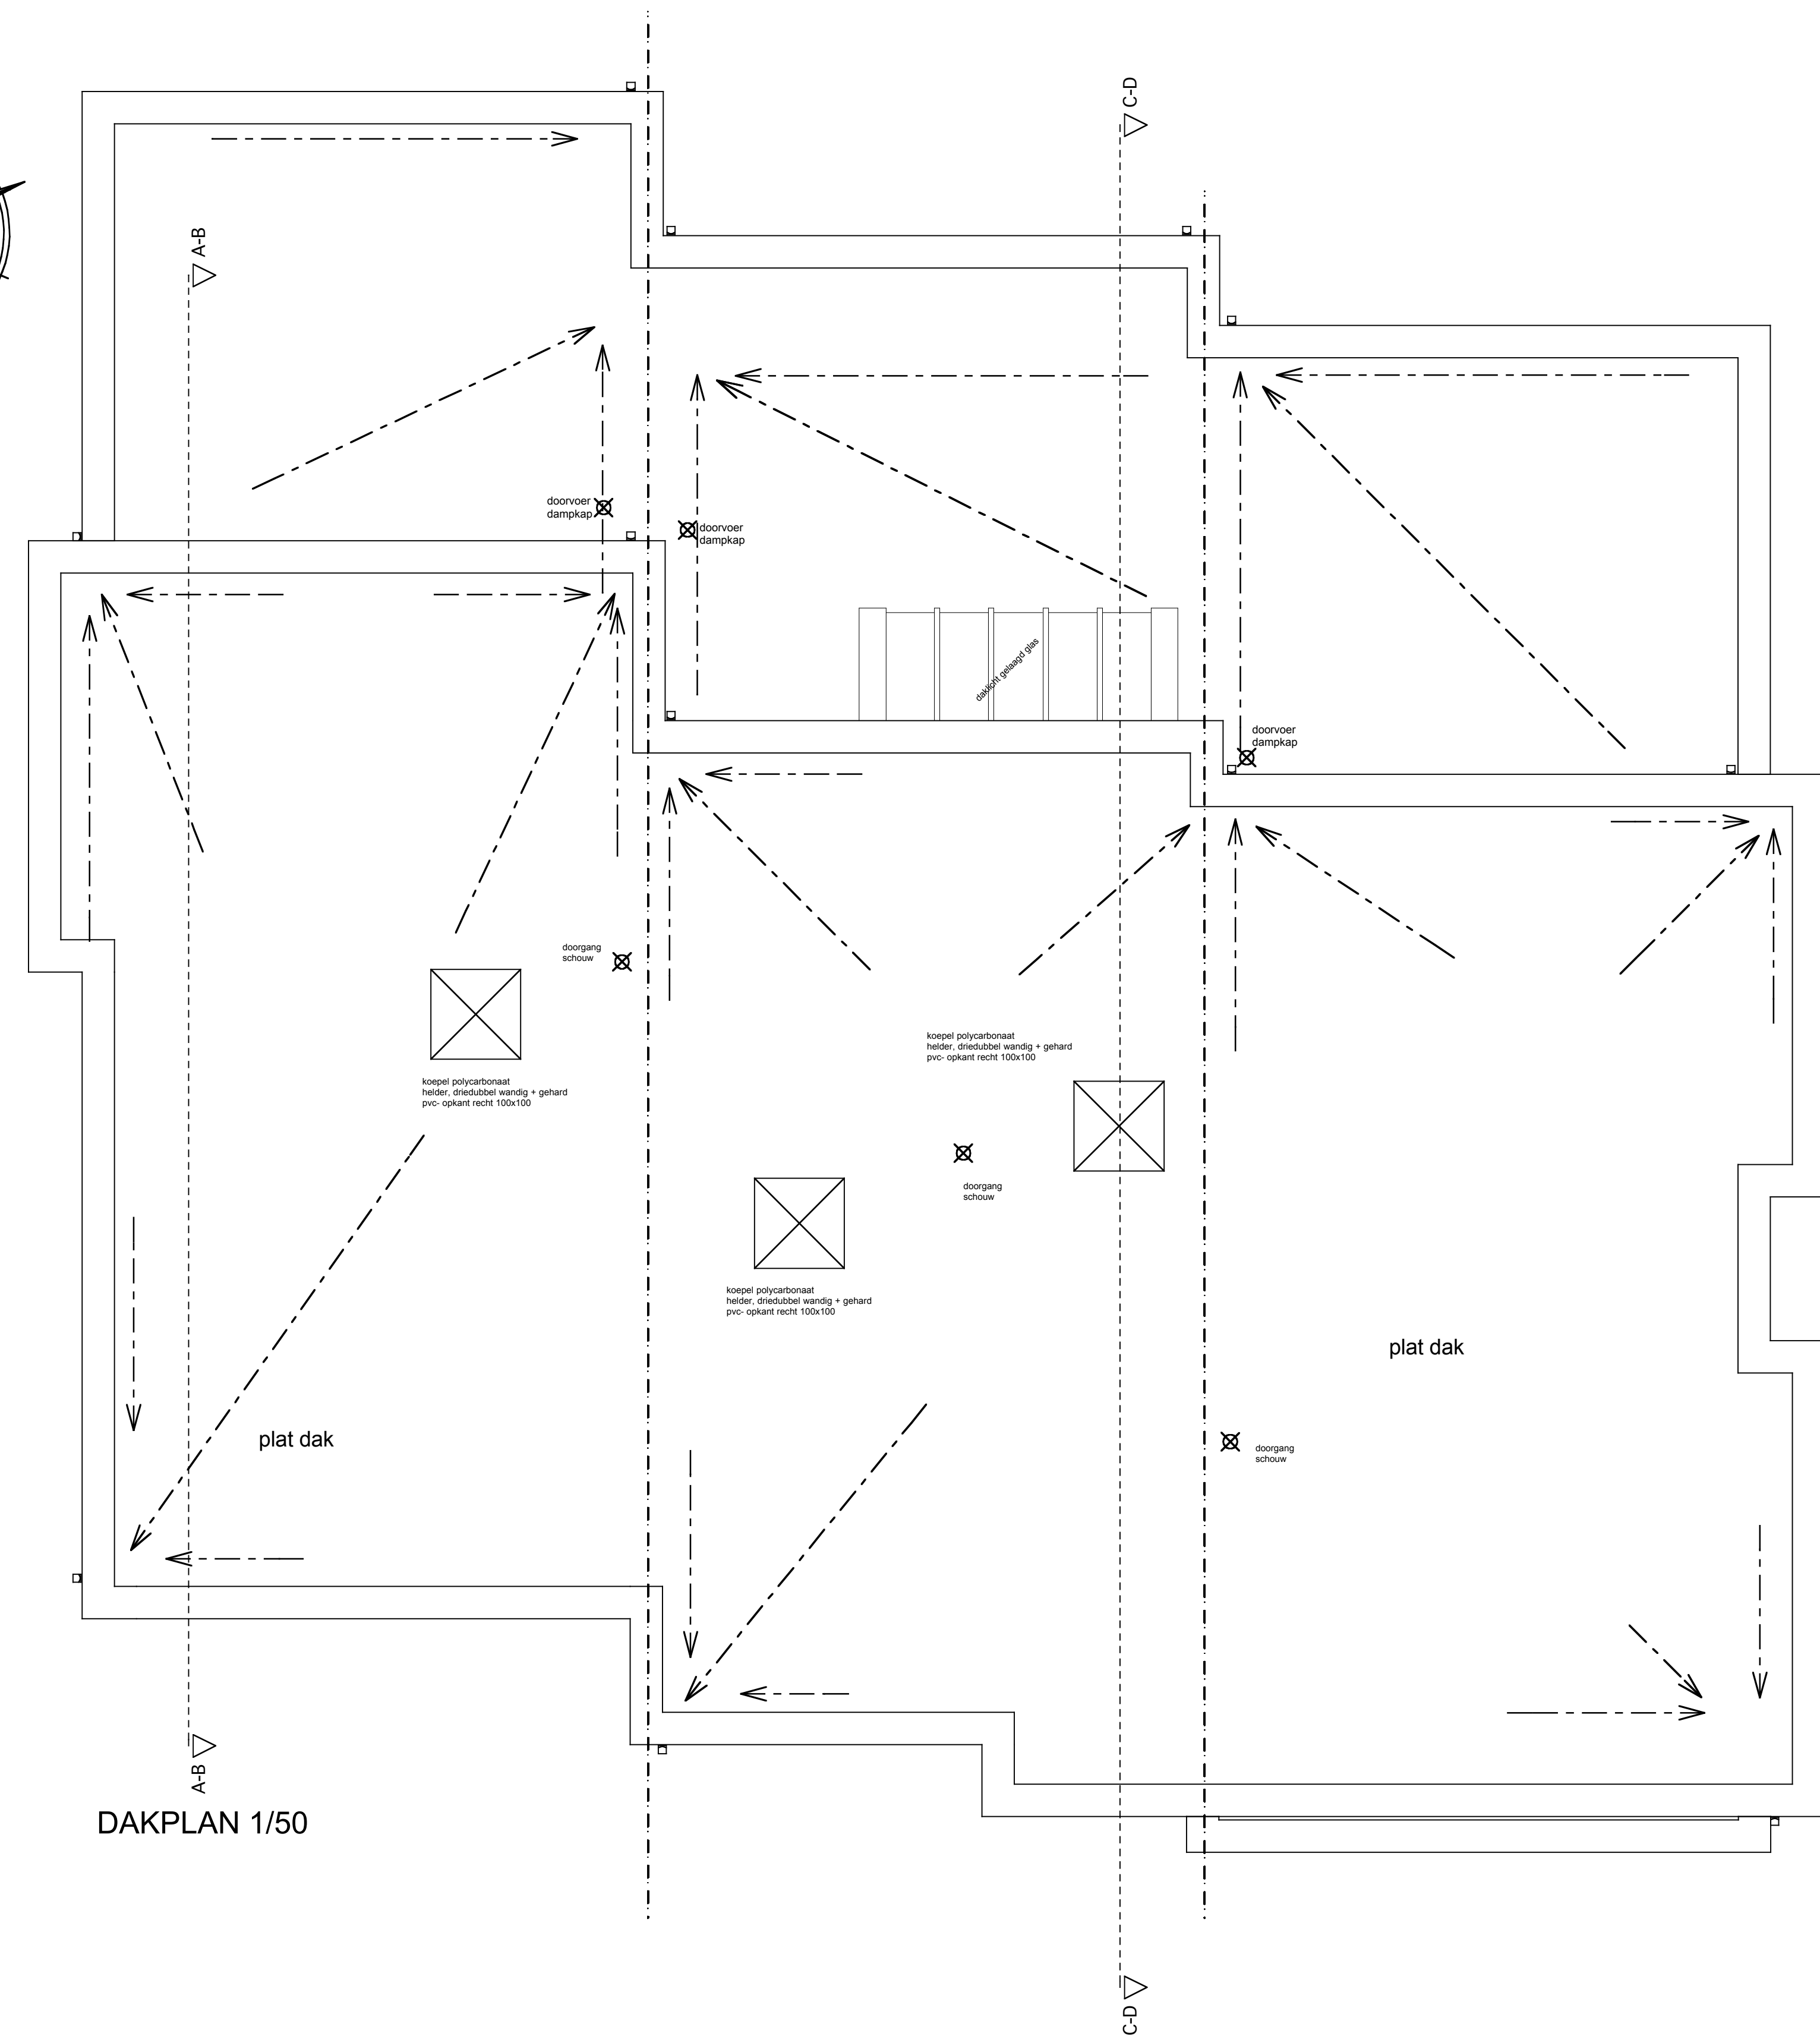 C-D
A-B
doorvoer
dampkap
doorvoer
dampkap
daklicht gelaagd glas
doorvoer
dampkap
doorgang
schouw
koepel polycarbonaat
helder, driedubbel wandig + gehard
pvc- opkant recht 100x100
koepel polycarbonaat
helder, driedubbel wandig + gehard
pvc- opkant recht 100x100
doorgang
schouw
koepel polycarbonaat
helder, driedubbel wandig + gehard
pvc- opkant recht 100x100
plat dak
plat dak
doorgang
schouw
A-B
DAKPLAN 1/50
C-D